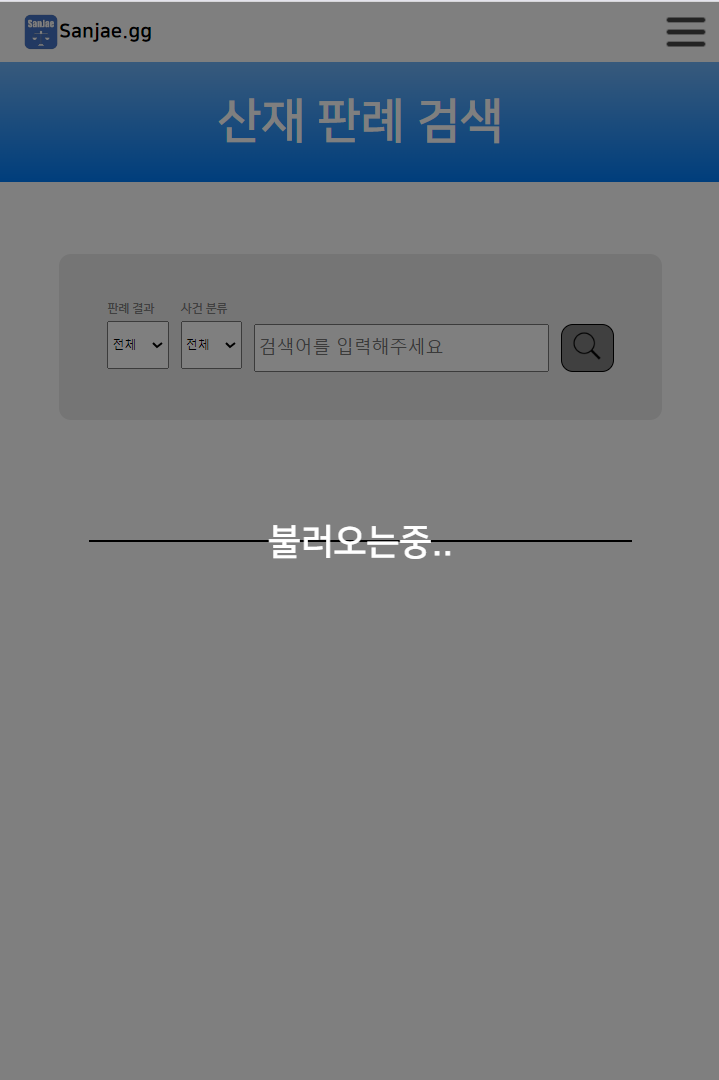 SanJae
Sanjae.gg
산재 판례 검색
판례 결과
사건 분류
전체
전체
검색어를 입력해주세요
불러오는중..